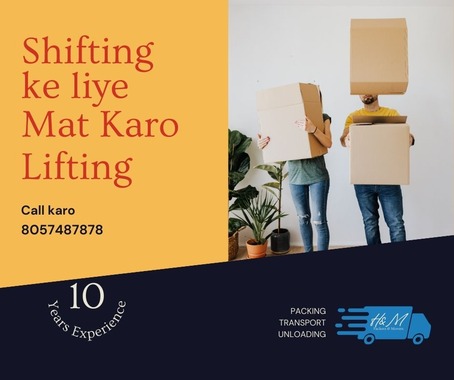 Shifting
ke liye
Mat Karo
Lifting
Call karo
8057487878
10
Years Experience
PACKING
TRANSPORT
UNLOADING
H&M